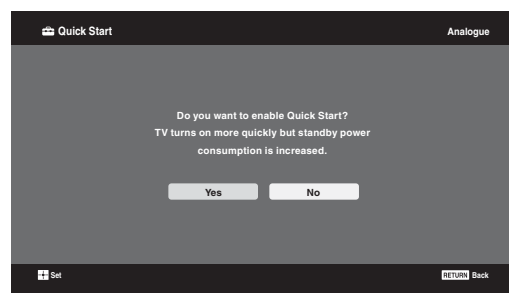 Quick Start
Analogue
Do you want to enable Quick Start?
TV turns on more quickly but standby power
consumption is increased.
Yes
No
Set
RETURN Back